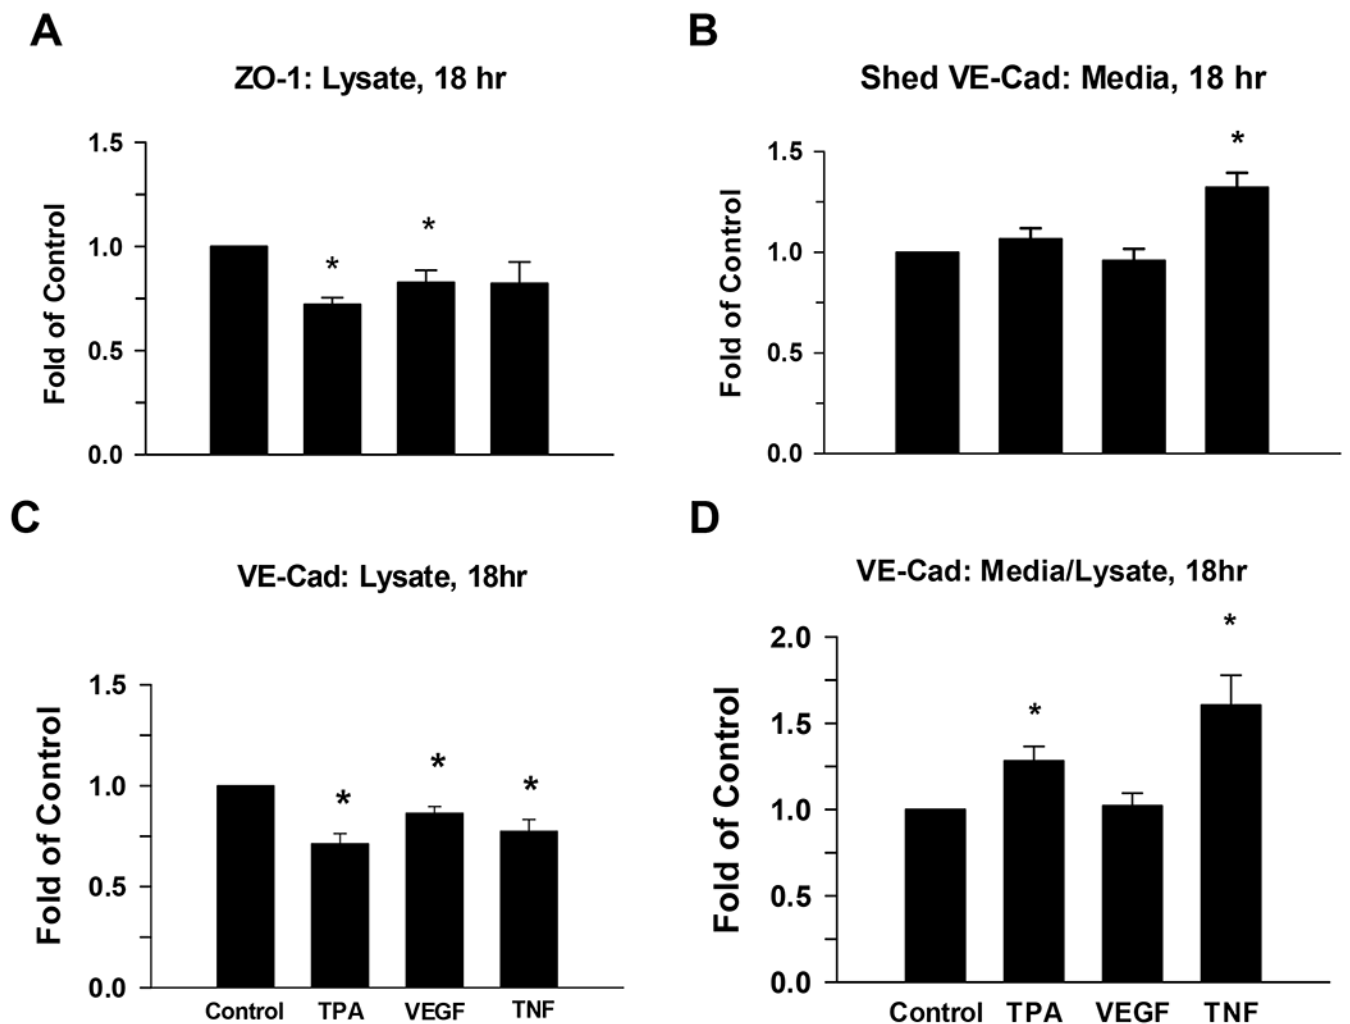 A
ZO-1: Lysate, 18 hr
Fold of Control
1.5
1.0
0.5
0.0
*
*
B
Shed VE-Cad: Media, 18 hr
Fold of Control
1.5
1.0
0.5
0.0
*
C
VE-Cad: Lysate, 18hr
Fold of Control
1.5
1.0
0.5
0.0
*
*
*
Control TPA VEGF TNF
D
VE-Cad: Media/Lysate, 18hr
Fold of Control
2.0
1.5
1.0
0.5
0.0
*
*
Control TPA VEGF TNF